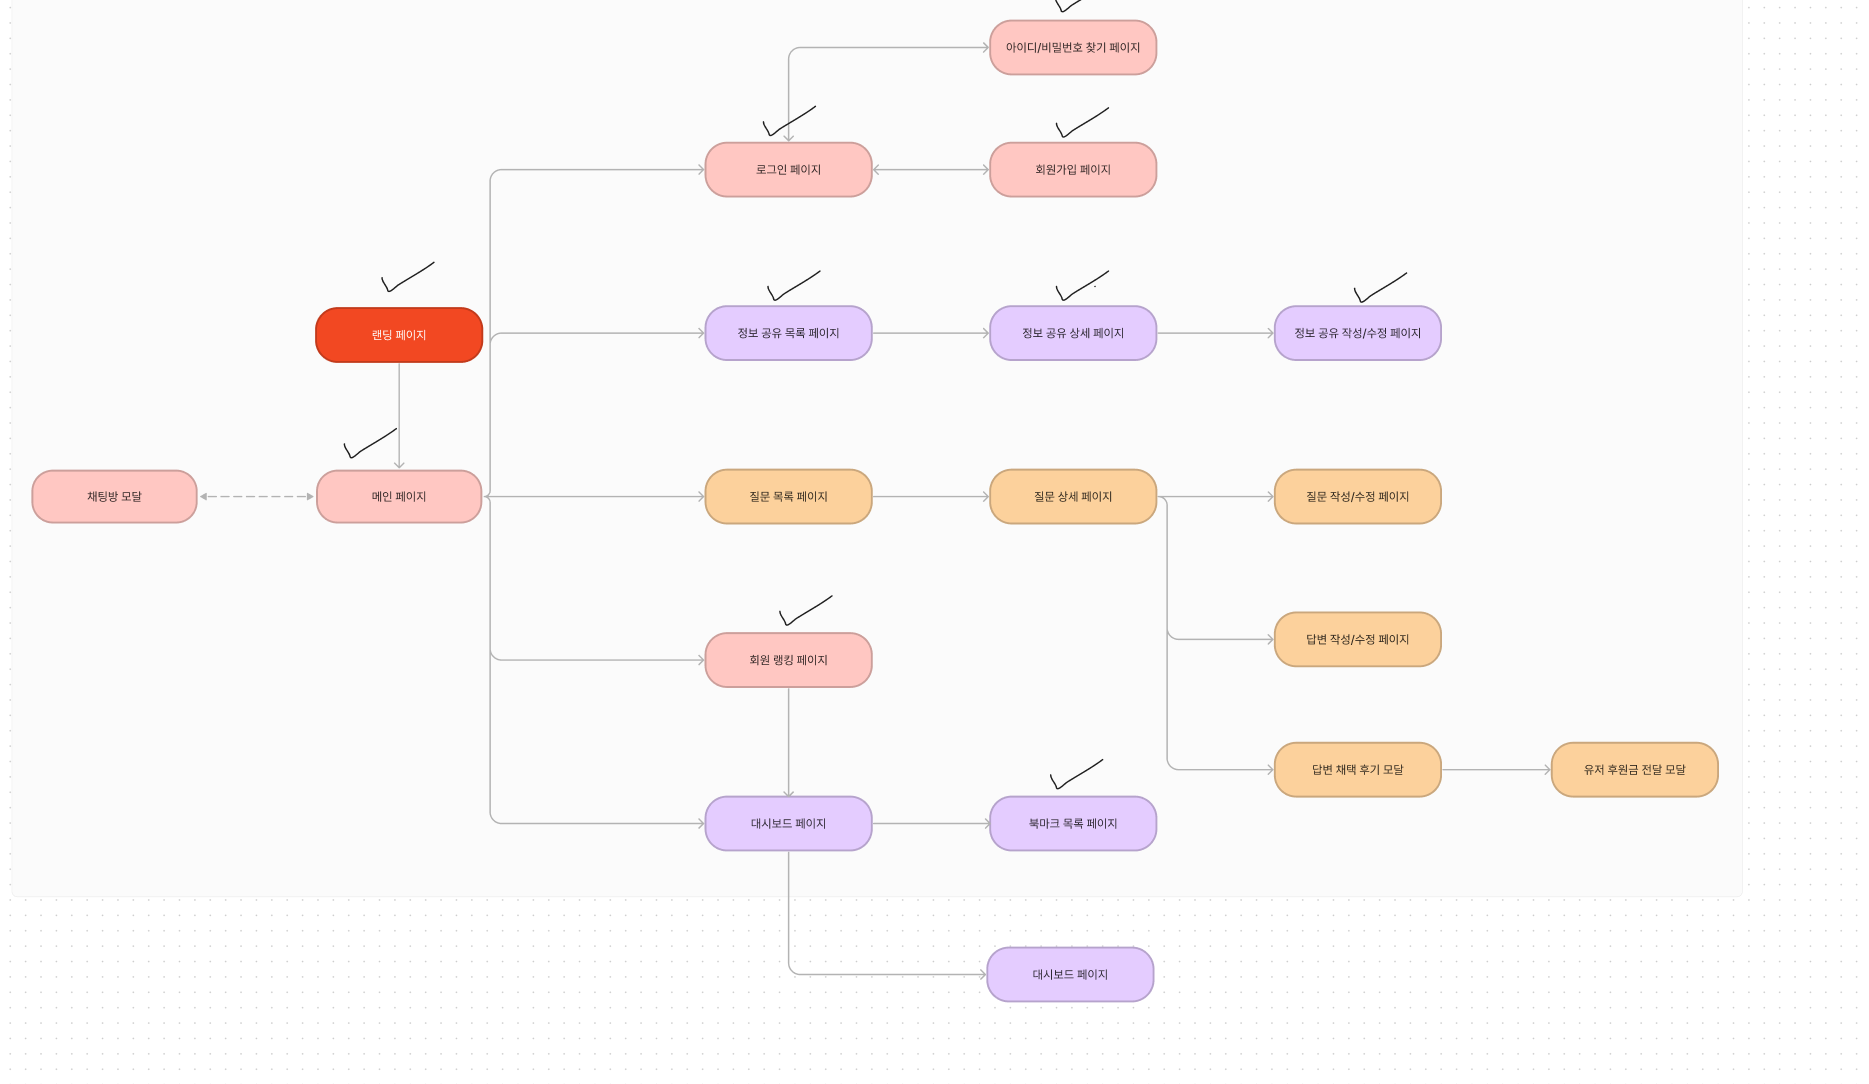 아이디/비밀번호 찾기 페이지
로그인 페이지
회원가입 페이지
랜딩 페이지
정보 공유 목록 페이지
정보 공유 상세 페이지
정보 공유 작성/수정 페이지
채팅방 모달
메인 페이지
질문 목록 페이지
질문 상세 페이지
질문 작성/수정 페이지
답변 작성/수정 페이지
회원 랭킹 페이지
답변 채택 후기 모달
유저 후원금 전달 모달
대시보드 페이지
북마크 목록 페이지
대시보드 페이지